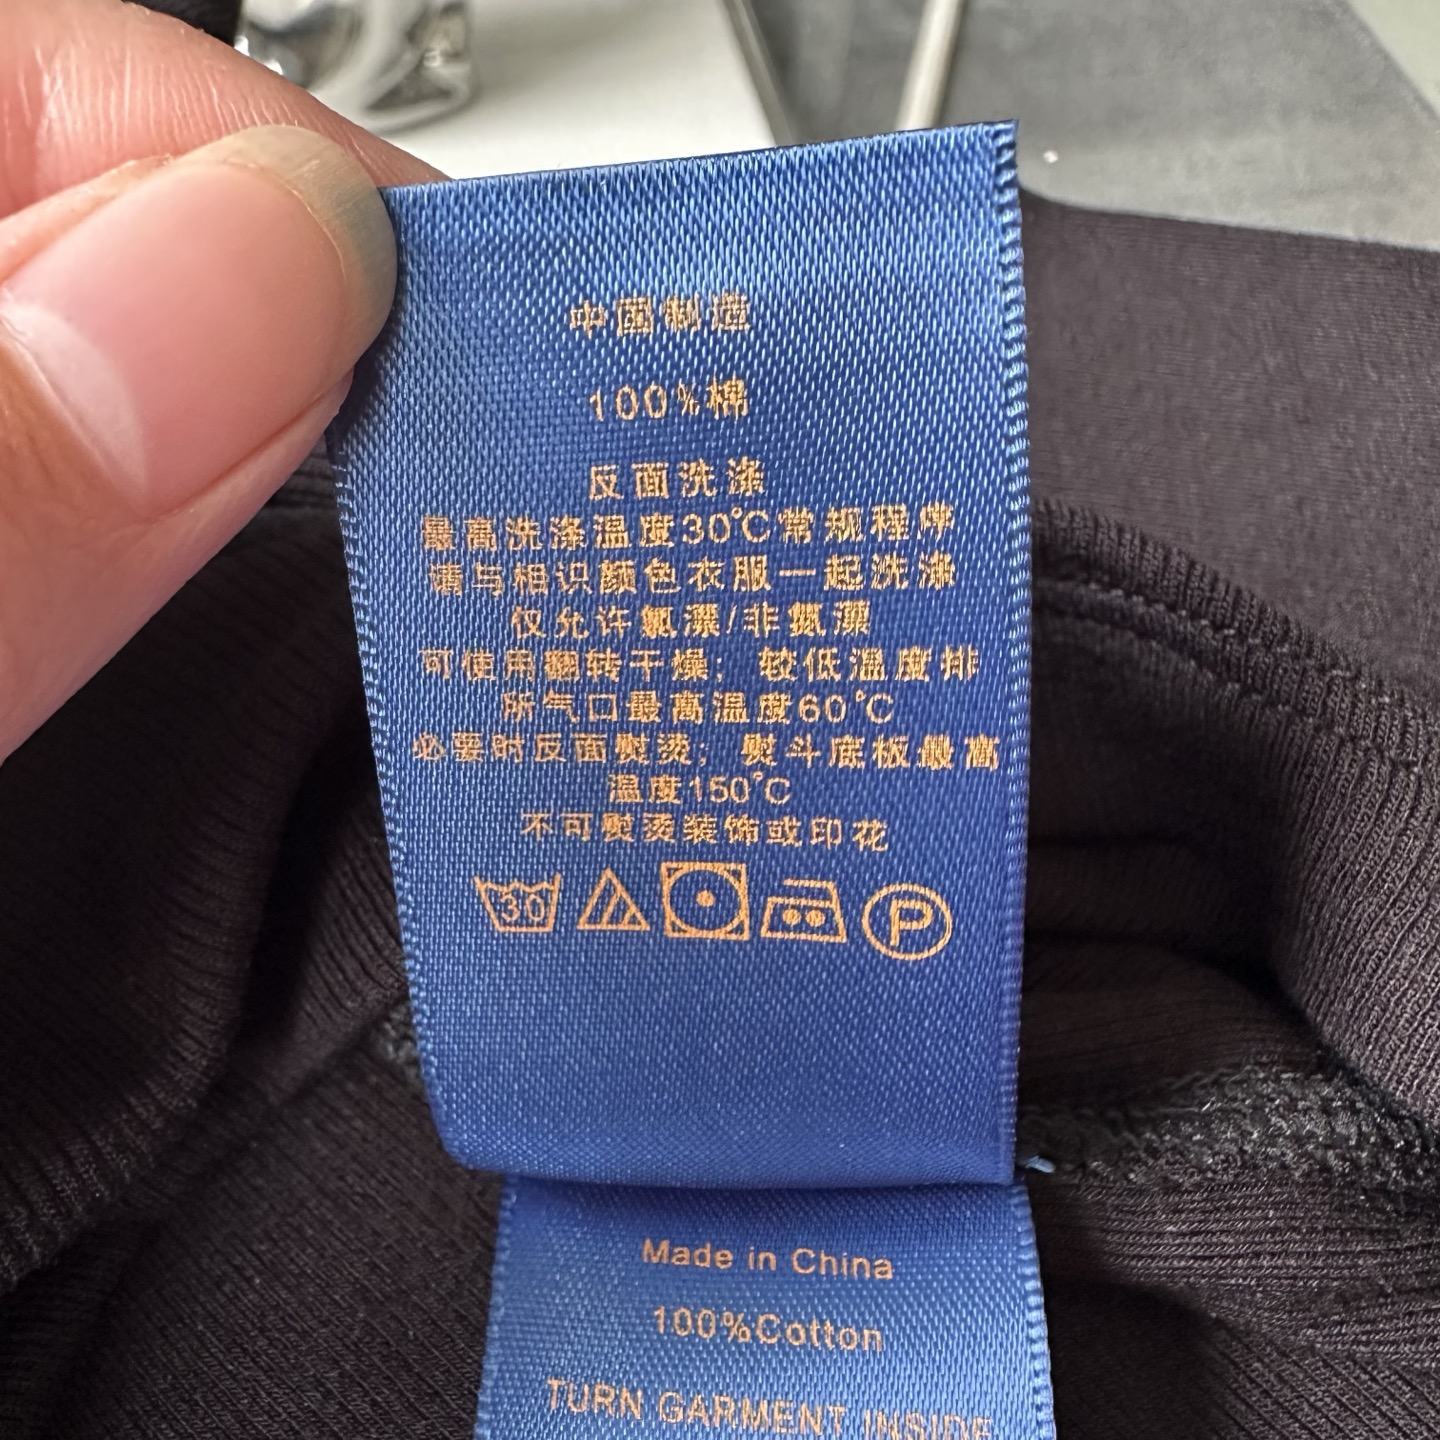 中国制造
100%棉
反面洗涤
最高洗涤温度30℃常规程序
请与相识颜色衣服一起洗涤
仅允许氧漂/非氯漂
可使用翻转干燥；较低温度排
所气口最高温度60℃
必要时反面熨烫；熨斗底板最高
温度150℃
不可熨烫装饰或印花
30 P
Made in China
100%Cotton
TURN GARMENT INSIDE